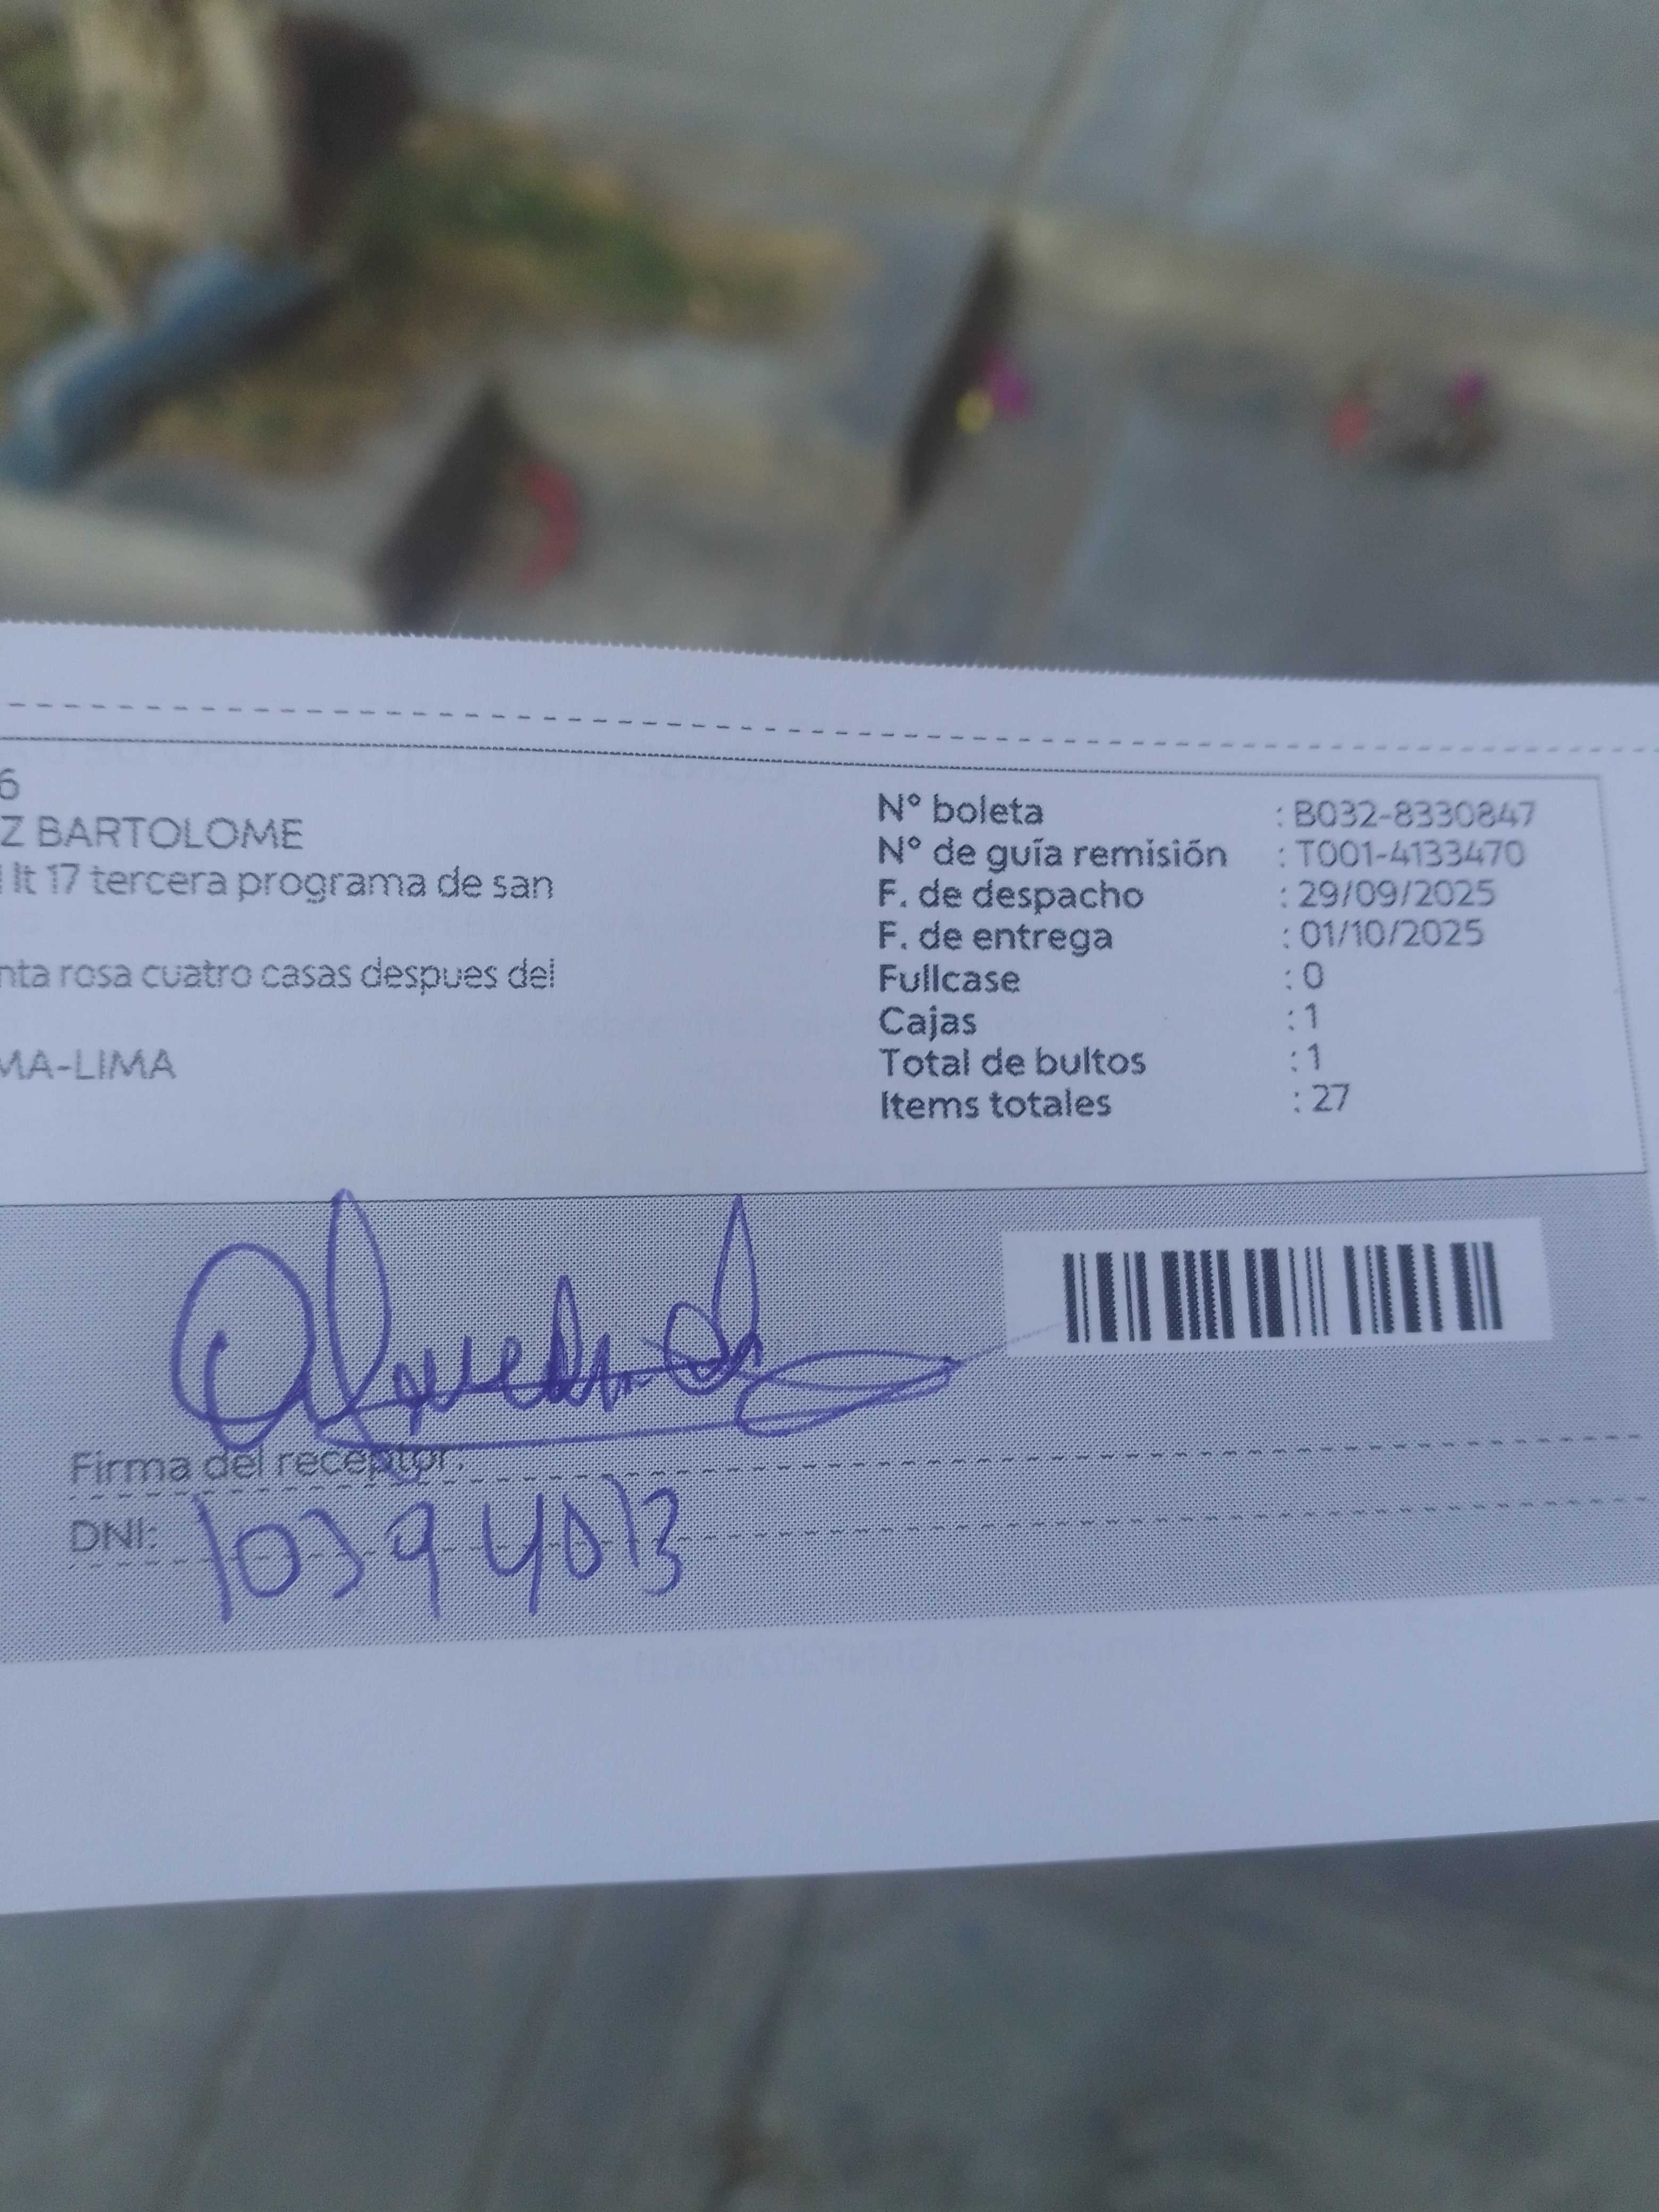 6
Z BARTOLOME
lt 17 tercera programa de san
nta rosa cuatro casas despues del
MA-LIMA
N° boleta : B032-8330847
N° de guía remisión : T001-4133470
F. de despacho : 29/09/2025
F. de entrega : 01/10/2025
Fullcase : 0
Cajas : 1
Total de bultos : 1
Items totales : 27
Firma del receptor:
DNI: 10394013